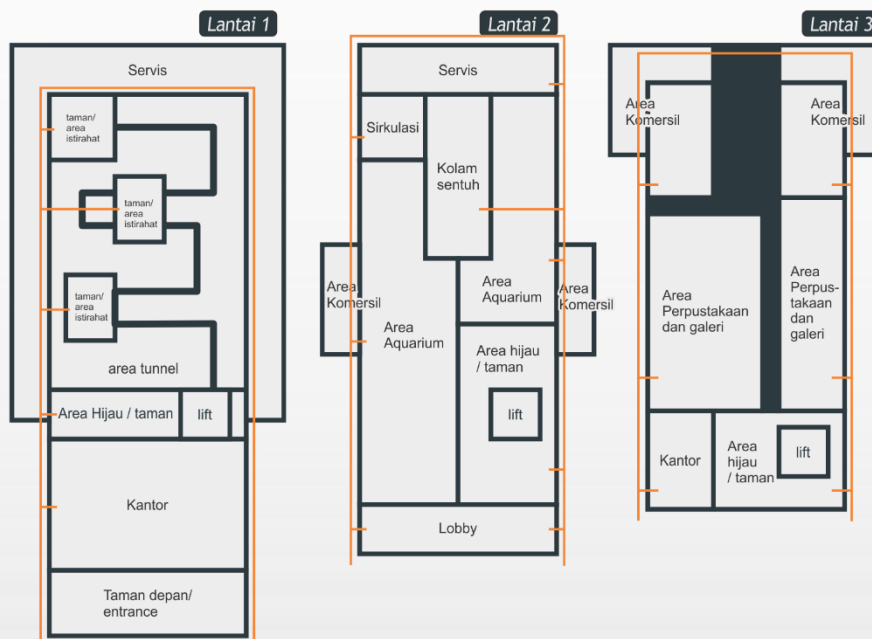 Lantai 1
Servis
taman/
area
istirahat
taman/
area
istirahat
taman/
area
istirahat
area tunnel
Area Hijau / taman
lift
Kantor
Taman depan/
entrance
Lantai 2
Servis
Sirkulasi
Kolam
sentuh
Area
Komersil
Area
Aquarium
Area
Aquarium
Area
Komersil
Area hijau
/ taman
lift
Lobby
Lantai 3
Area
Komersil
Area
Komersil
Area
Perpustakaan
dan galeri
Area
Perpus-
takaan
dan
galeri
Kantor
Area
hijau
/ taman
lift